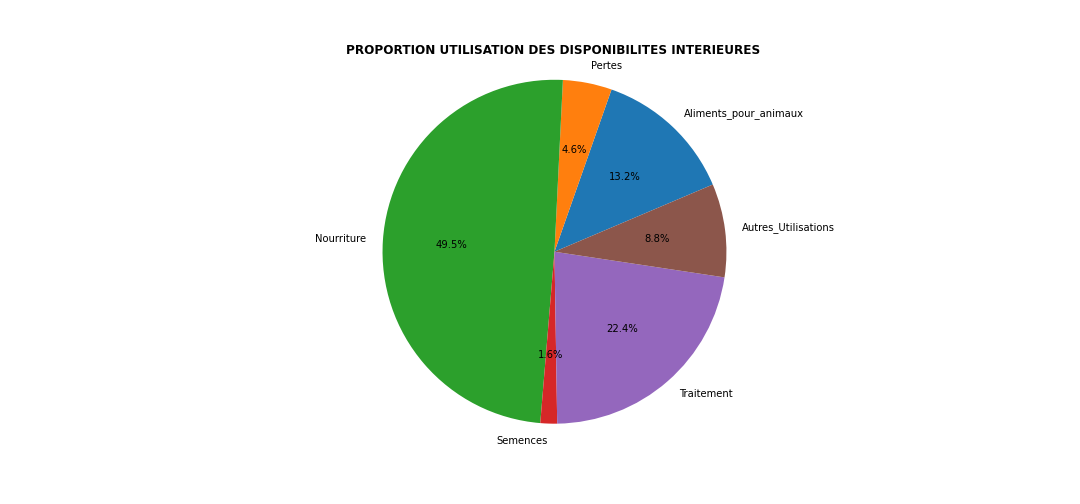 PROPORTION UTILISATION DES DISPONIBILITES INTERIEURES
Pertes
Aliments_pour_animaux
4.6%
13.2%
Autres_Utilisations
Nourriture
49.5%
8.8%
22.4%
1.6%
Traitement
Semences